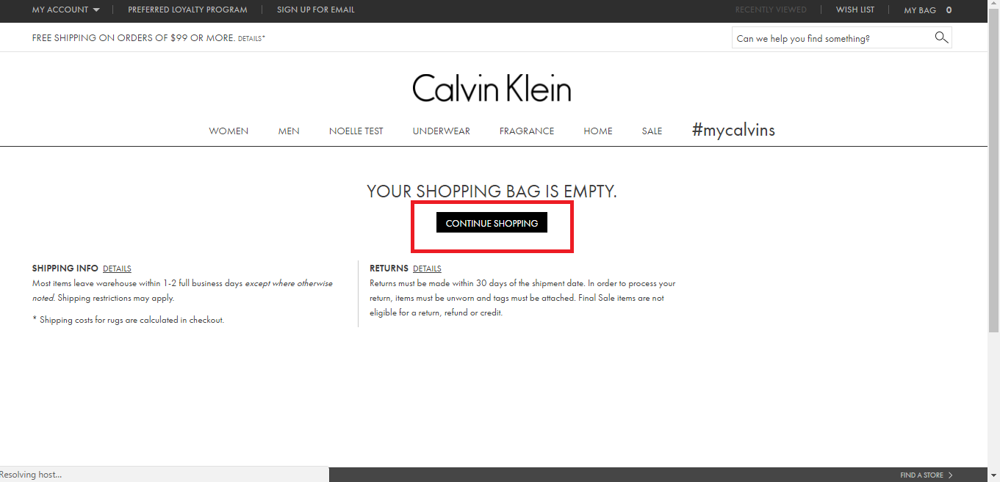 MY ACCOUNT
PREFERRED LOYALTY PROGRAM
SIGN UP FOR EMAIL
RECENTLY VIEWED
WISH LIST
MY BAG 0
FREE SHIPPING ON ORDERS OF $99 OR MORE. DETAILS*
Can we help you find something?
Calvin Klein
WOMEN
MEN
NOELLE TEST
UNDERWEAR
FRAGRANCE
HOME
SALE
#mycalvins
YOUR SHOPPING BAG IS EMPTY.
CONTINUE SHOPPING
SHIPPING INFO DETAILS
Most items leave warehouse within 1-2 full business days except where otherwise
noted. Shipping restrictions may apply.
* Shipping costs for rugs are calculated in checkout.
RETURNS DETAILS
Returns must be made within 30 days of the shipment date. In order to process your
return, items must be unworn and tags must be attached. Final Sale items are not
eligible for a return, refund or credit.
Resolving host...
FIND A STORE